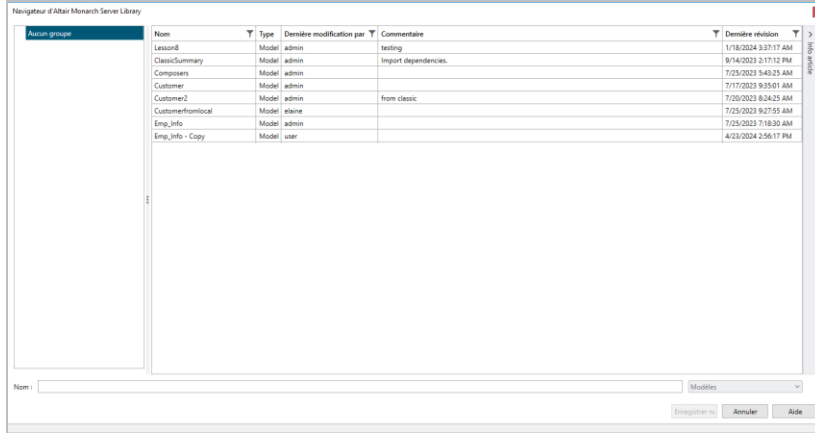 Navigateur d'Altair Monarch Server Library
Aucun groupe
Nom Type Dernière modification par Commentaire Dernière révision
Lesson8 Model admin testing 1/18/2024 3:37:17 AM
ClassicSummary Model admin Import dependencies. 9/14/2023 2:17:12 PM
Composers Model admin 7/25/2023 5:43:25 AM
Customer Model admin 7/17/2023 9:35:01 AM
Customer2 Model admin from classic 7/20/2023 8:24:25 AM
Customerfromlocal Model elaine 7/25/2023 9:27:55 AM
Emp_Info Model admin 7/25/2023 7:18:30 AM
Emp_Info - Copy Model user 4/23/2024 2:56:17 PM
Info article
Nom :
Modèles
Enregistrer m Annuler Aide